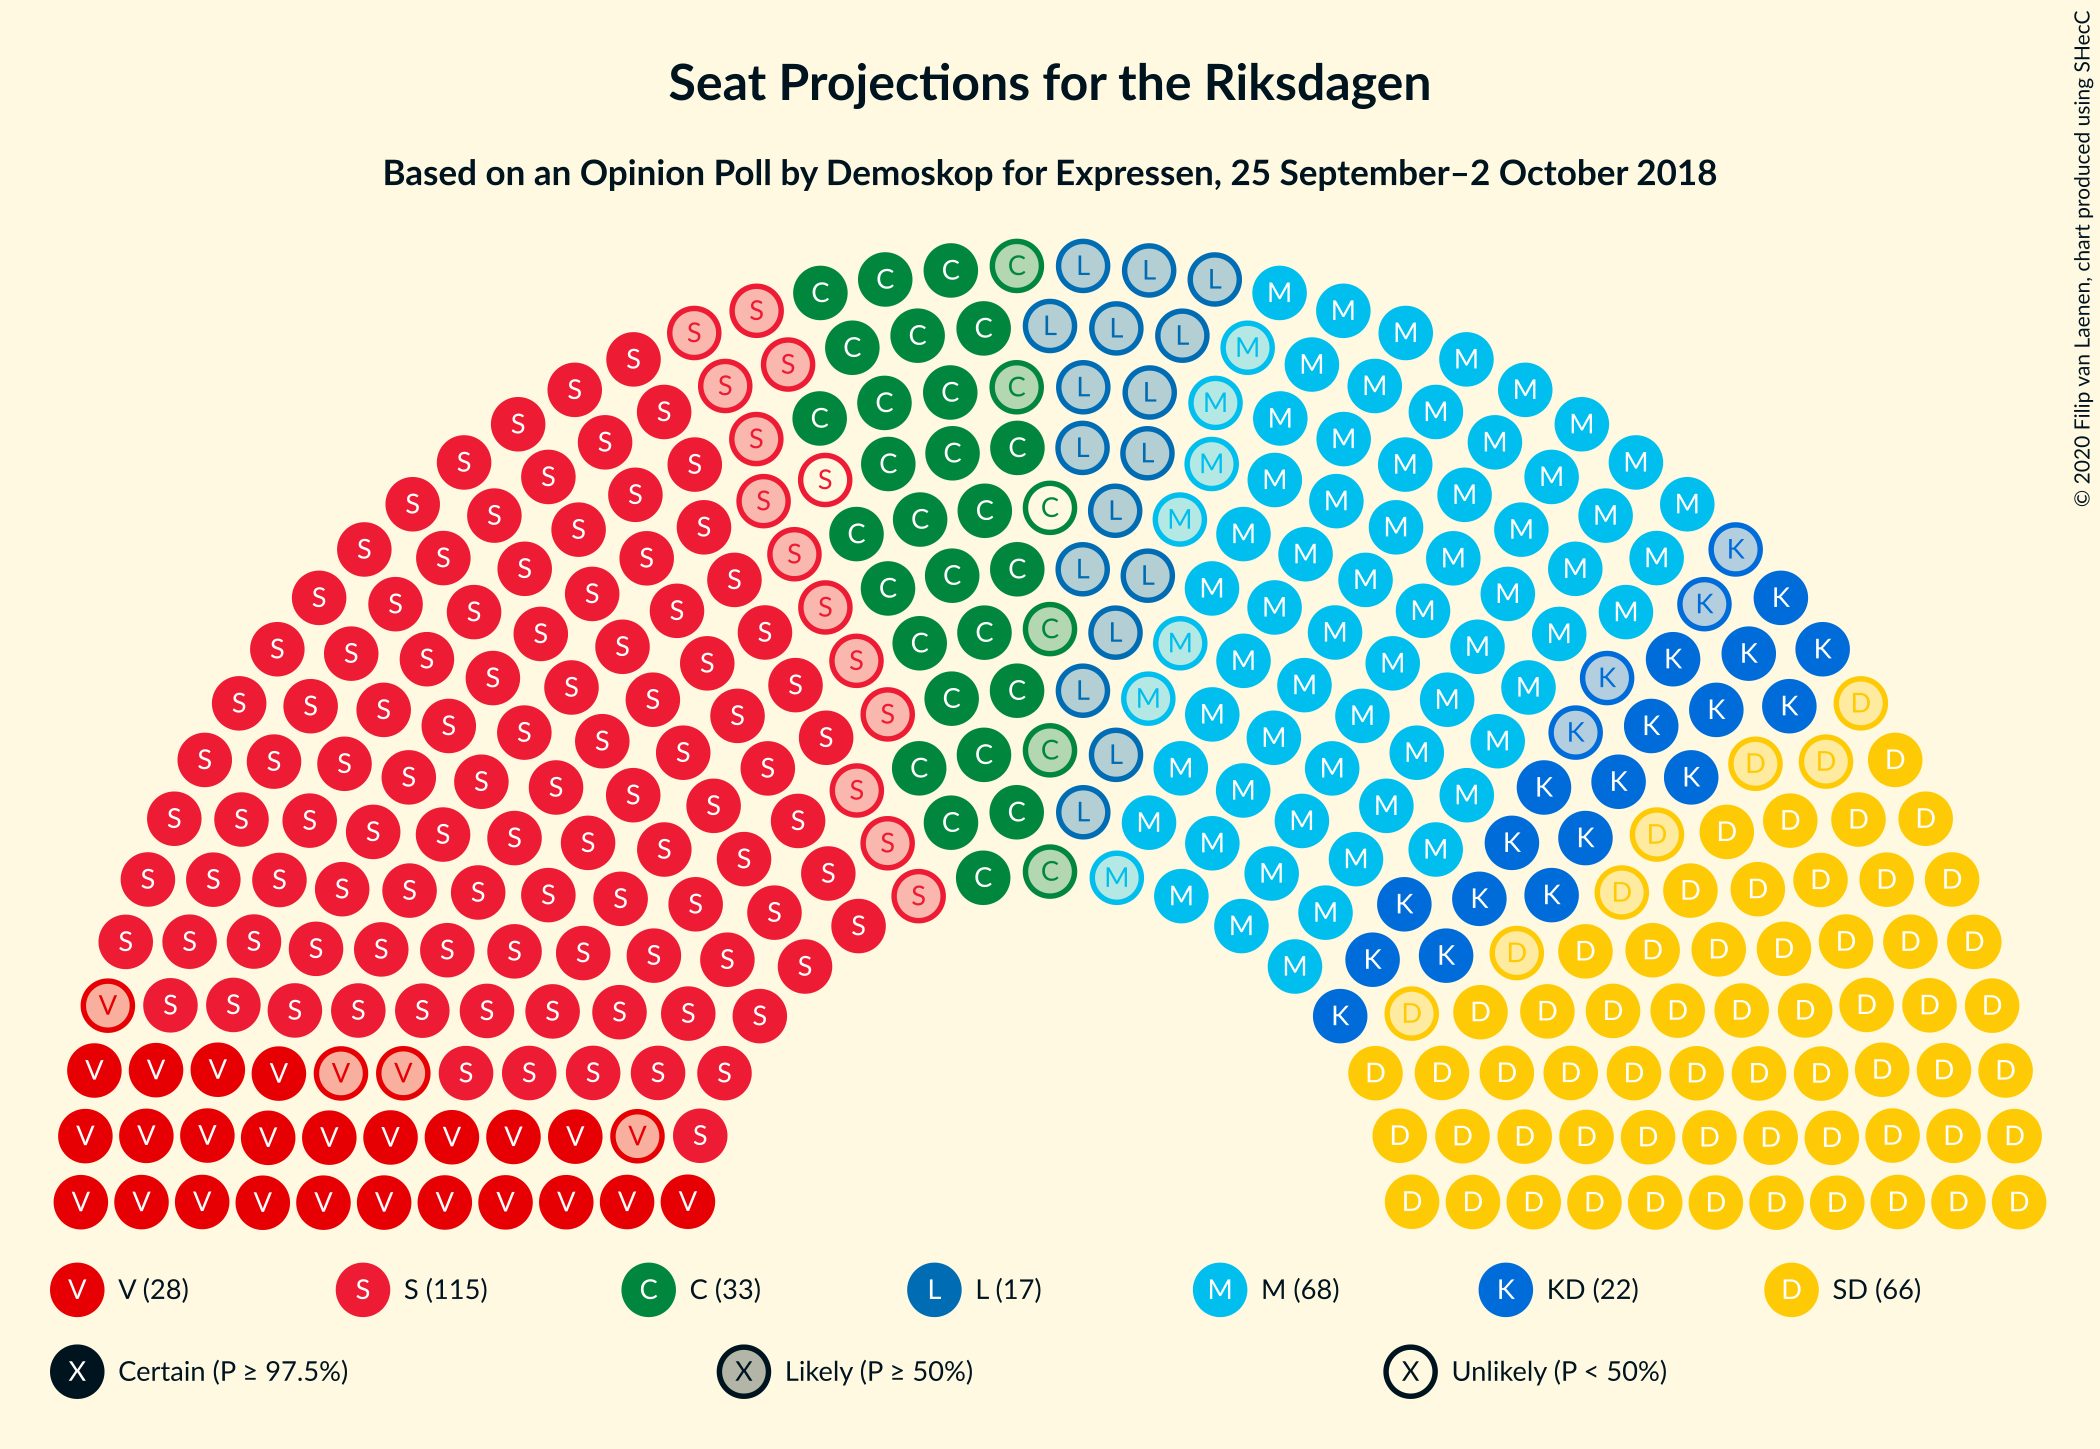 Seat Projections for the Riksdagen
Based on an Opinion Poll by Demoskop for Expressen, 25 September–2 October 2018
© 2020 Filip van Laenen, chart produced using SHecC
V V (28) S S (115) C C (33) L L (17) M M (68) K KD (22) D SD (66)
X Certain (P ≥ 97.5%) X Likely (P ≥ 50%) X Unlikely (P < 50%)